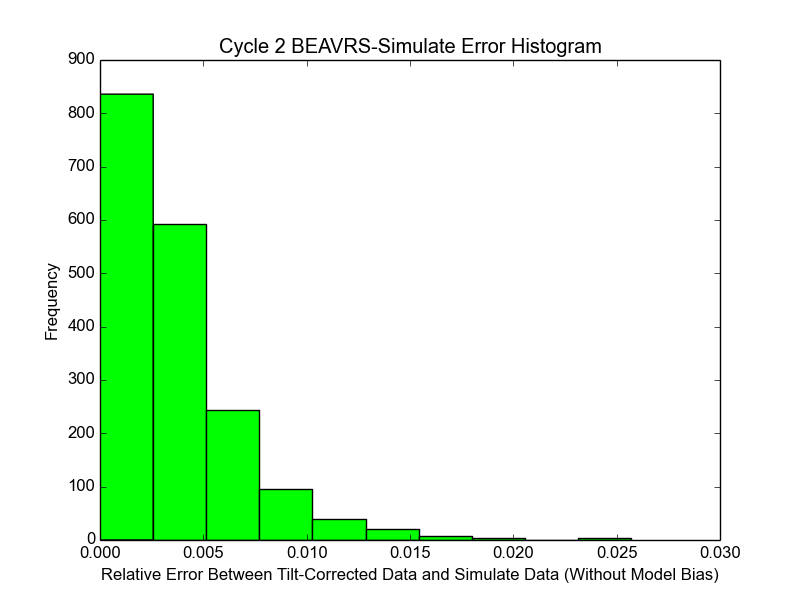 Cycle 2 BEAVRS-Simulate Error Histogram
900
800
700
600
500
400
300
200
100
0
Frequency
0.000 0.005 0.010 0.015 0.020 0.025 0.030
Relative Error Between Tilt-Corrected Data and Simulate Data (Without Model Bias)